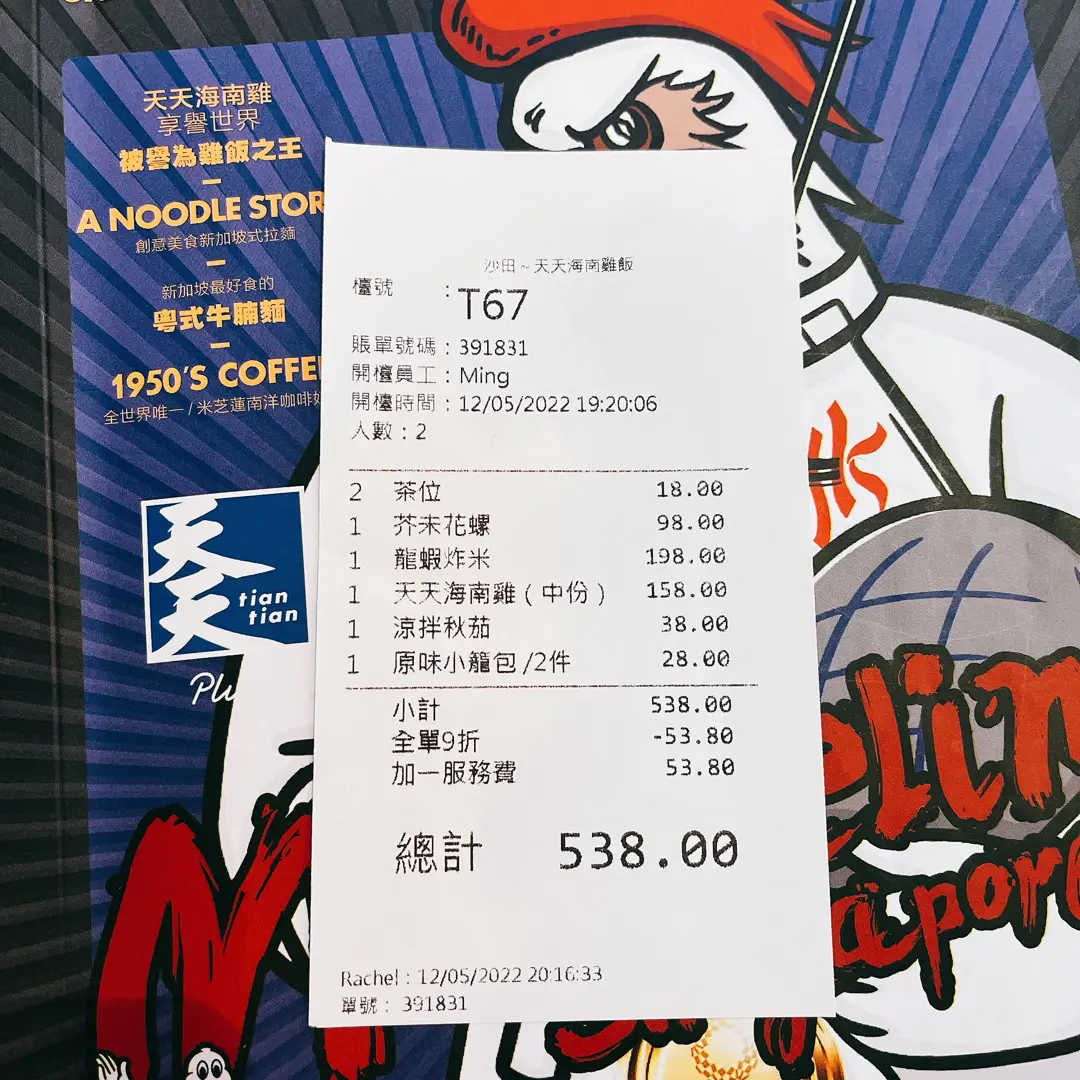 天天海南雞
享譽世界
被譽為雞飯之王
A NOODLE STOR
創意美食新加坡式拉麵
新加坡最好食的
粵式牛腩麵
1950'S COFFEE
全世界唯一/米芝蓮南洋咖啡
天天
tian
tian
Plu
沙田~天天海南雞飯
檯號 : T67
賬單號碼：391831
開檯員工：Ming
開檯時間：12/05/2022 19:20:06
人數：2
2 茶位 18.00
1 芥末花螺 98.00
1 龍蝦炸米 198.00
1 天天海南雞（中份） 158.00
1 涼拌秋茄 38.00
1 原味小籠包/2件 28.00
小計 538.00
全單9折 -53.80
加一服務費 53.80
總計 538.00
Rachel : 12/05/2022 20:16:33
單號： 391831
elin
apor